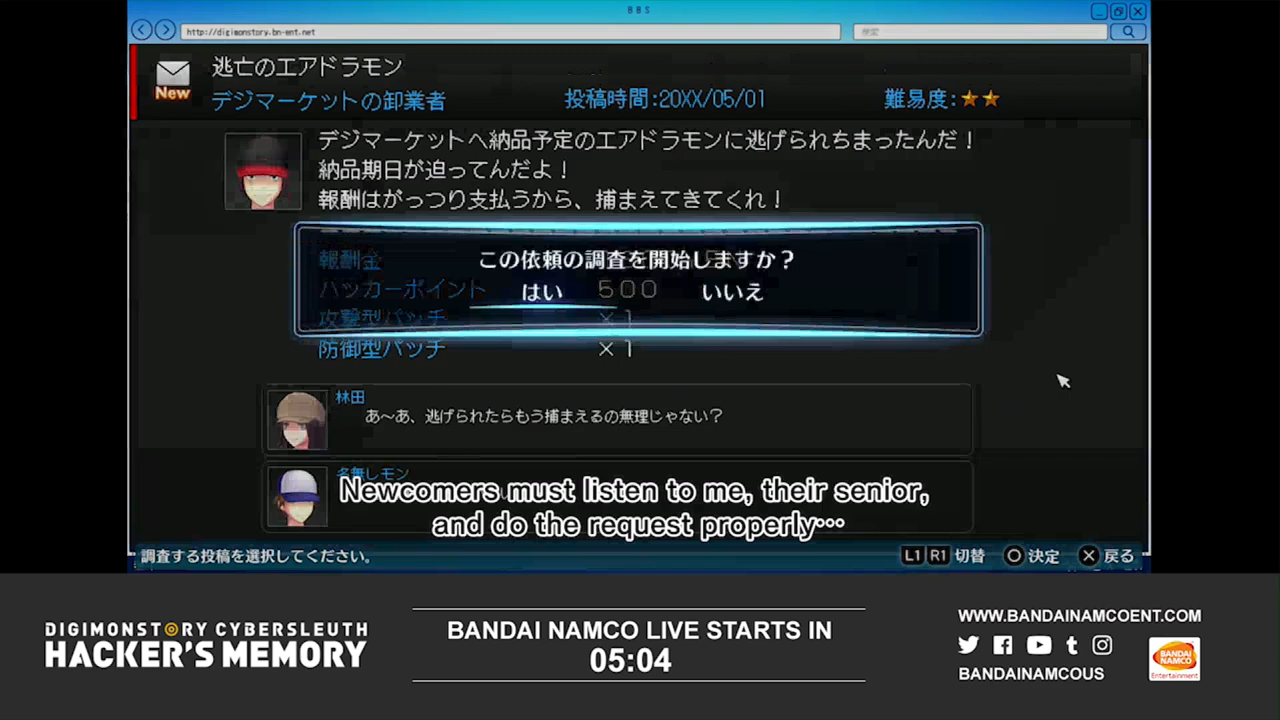 BBS
http://digimonstory.bn-ent.net
検索
New
逃亡のエアドラモン
デジマーケットの卸業者
投稿時間:20XX/05/01
難易度:★★
デジマーケットへ納品予定のエアドラモンに逃げられちまったんだ！
納品期日が迫ってんだよ！
報酬はがっつり支払うから、捕まえてきてくれ！
報酬金
この依頼の調査を開始しますか？
ハッカーポイント
500
はい
いいえ
攻撃型パッチ
×1
防御型パッチ
×1
林田
あ～あ、逃げられたらもう捕まえるの無理じゃない？
名無しモン
Newcomers must listen to me, their senior,
and do the request properly…
調査する投稿を選択してください。
L1 R1 切替
決定
戻る
DIGIMONSTORY CYBERSLEUTH
HACKER'S MEMORY
BANDAI NAMCO LIVE STARTS IN
05:04
WWW.BANDAINAMCOENT.COM
BANDAINAMCOUS
BANDAI
NAMCO
Entertainment